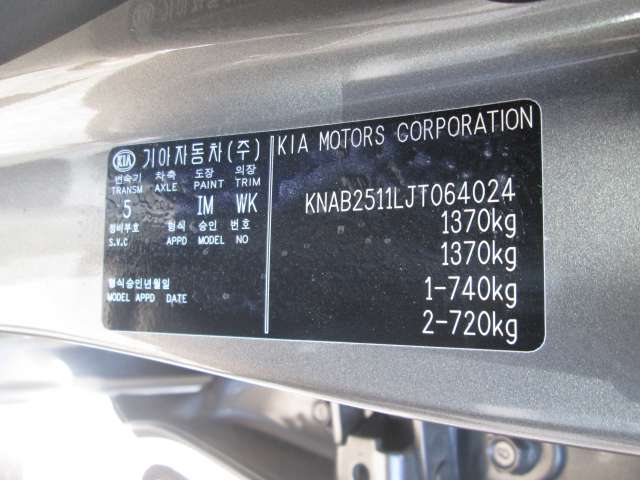 KIA 기아자동차(주)
변속기 차축 도장 의장
TRANSM AXLE PAINT TRIM
5 IM WK
정비부호 형식 승인 번호
S.V.C APPD MODEL NO
형식승인년월일
MODEL APPD DATE
KIA MOTORS CORPORATION
KNAB2511LJT064024
1370kg
1370kg
1-740kg
2-720kg